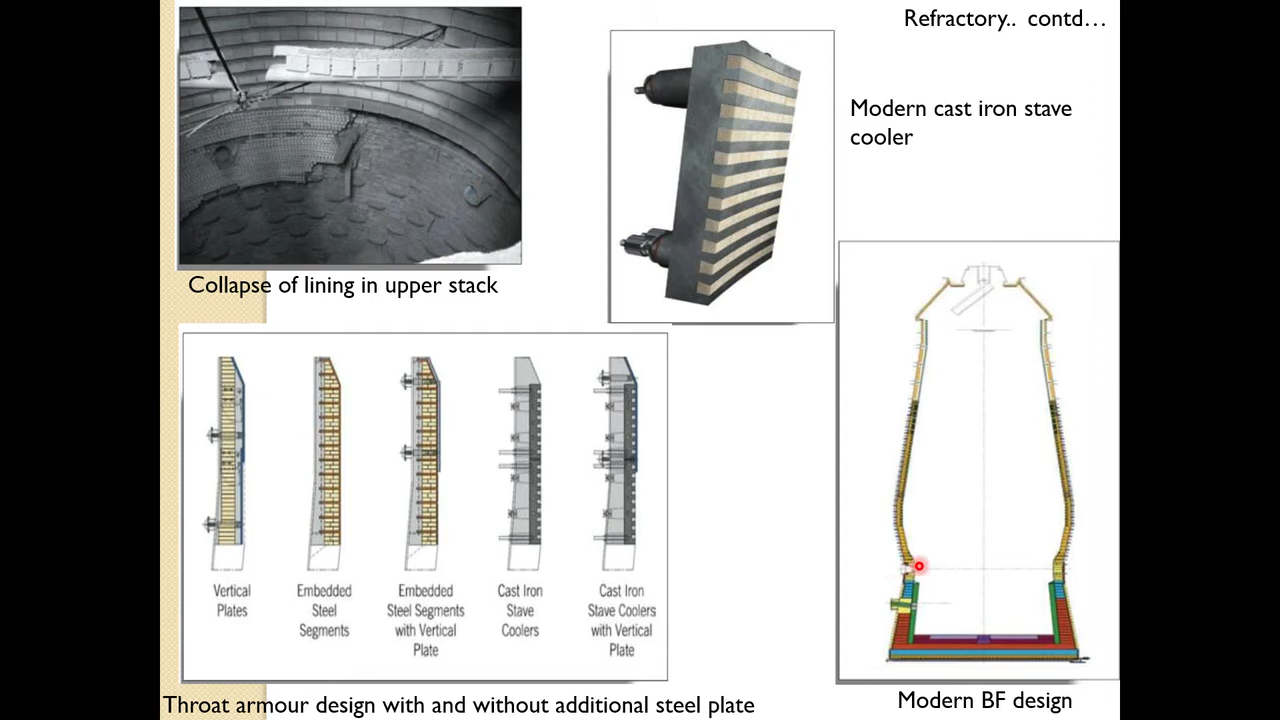 Refractory.. contd...
Modern cast iron stave
cooler
Collapse of lining in upper stack
Vertical
Plates
Embedded
Steel
Segments
Embedded
Steel Segments
with Vertical
Plate
Cast Iron
Stave
Coolers
Cast Iron
Stave Coolers
with Vertical
Plate
Throat armour design with and without additional steel plate
Modern BF design